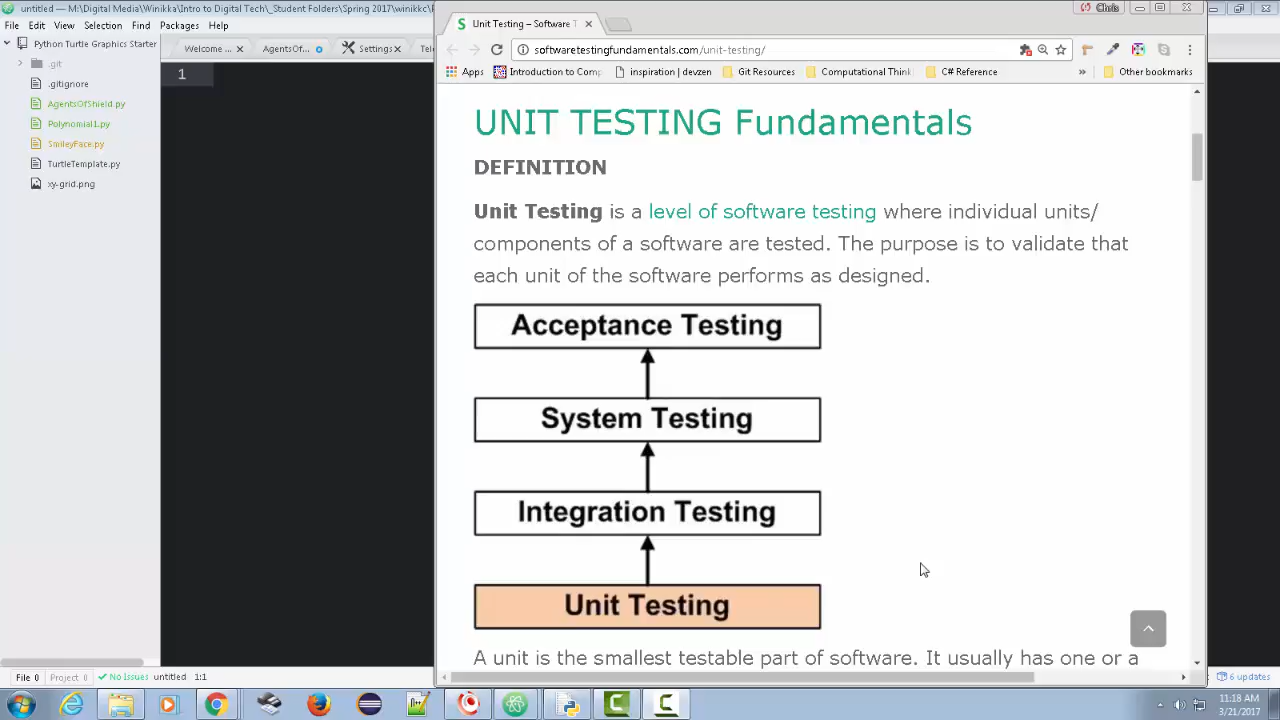 untitled — M:\Digital Media\Winikka\Intro to Digital Tech\_Student Folders\Spring 2017\winikkc\
File Edit View Selection Find Packages Help
Python Turtle Graphics Starter
.git
.gitignore
AgentsOfShield.py
Polynomial1.py
SmileyFace.py
TurtleTemplate.py
xy-grid.png
Welcome ...
AgentsOf...
Settings
Tel
1
Unit Testing – Software T
Chris
softwaretestingfundamentals.com/unit-testing/
Apps
Introduction to Comp
inspiration | devzen
Git Resources
Computational Think
C# Reference
»
Other bookmarks
UNIT TESTING Fundamentals
DEFINITION
Unit Testing is a level of software testing where individual units/
components of a software are tested. The purpose is to validate that
each unit of the software performs as designed.
Acceptance Testing
System Testing
Integration Testing
Unit Testing
A unit is the smallest testable part of software. It usually has one or a
File 0 Project 0 No Issues untitled 1:1
6 updates
11:18 AM
3/21/2017